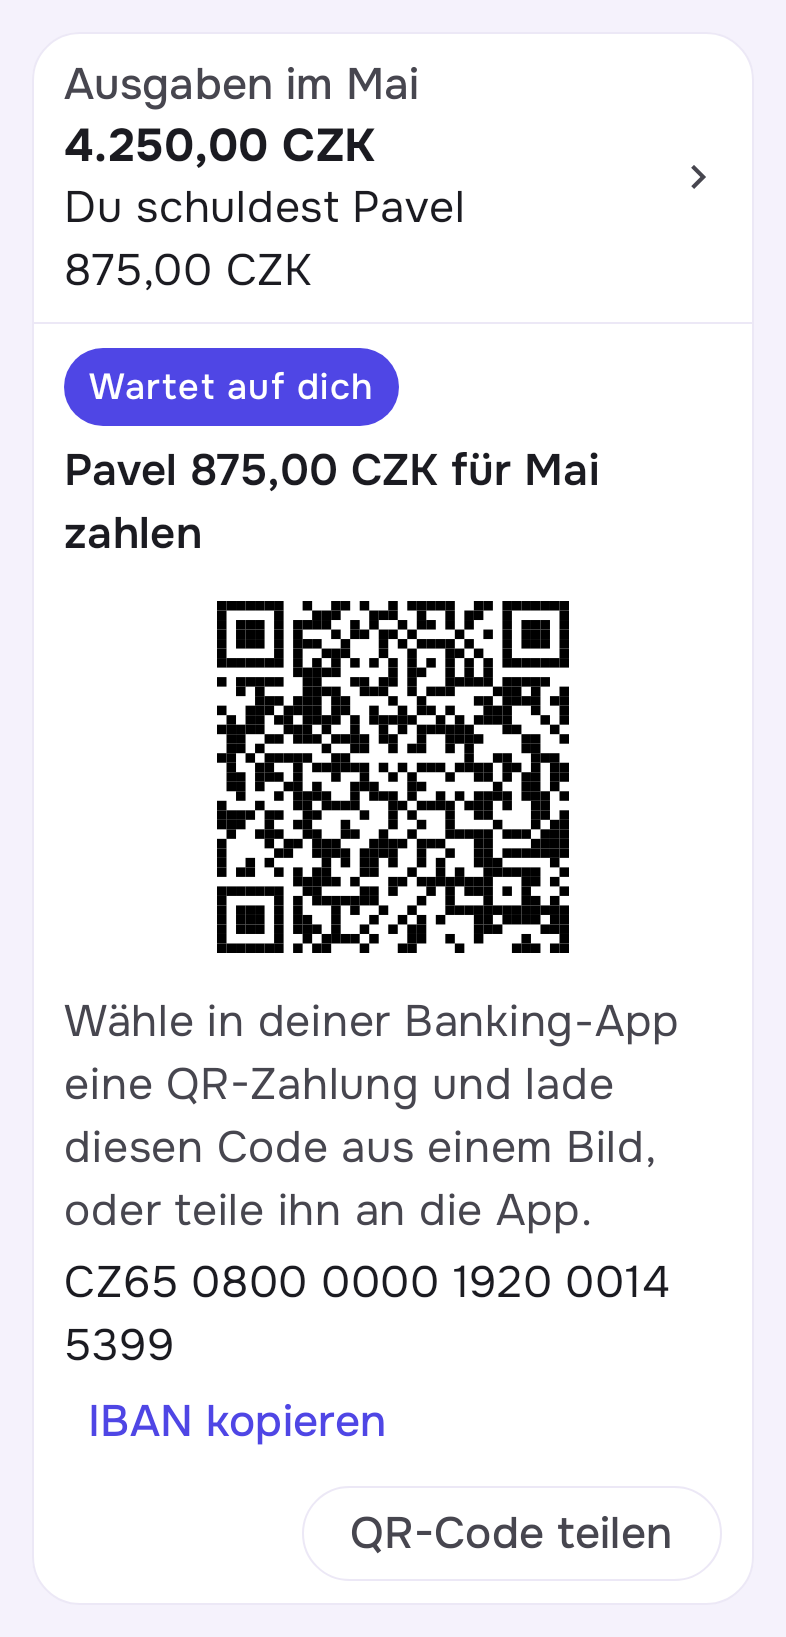 Ausgaben im Mai
4.250,00 CZK
Du schuldest Pavel
875,00 CZK
Wartet auf dich
Pavel 875,00 CZK für Mai
zahlen
Wähle in deiner Banking-App
eine QR-Zahlung und lade
diesen Code aus einem Bild,
oder teile ihn an die App.
CZ65 0800 0000 1920 0014
5399
IBAN kopieren
QR-Code teilen